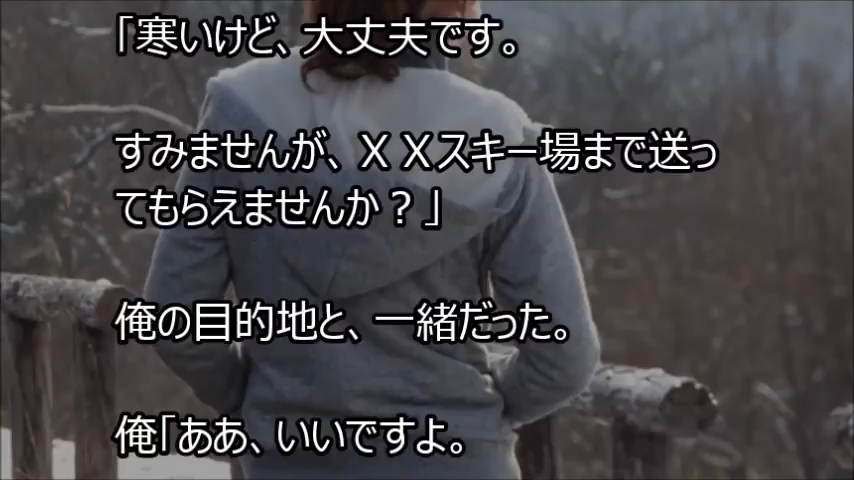 「寒いけど、大丈夫です。
すみませんが、ＸＸスキー場まで送っ
てもらえませんか？」
俺の目的地と、一緒だった。
俺「ああ、いいですよ。